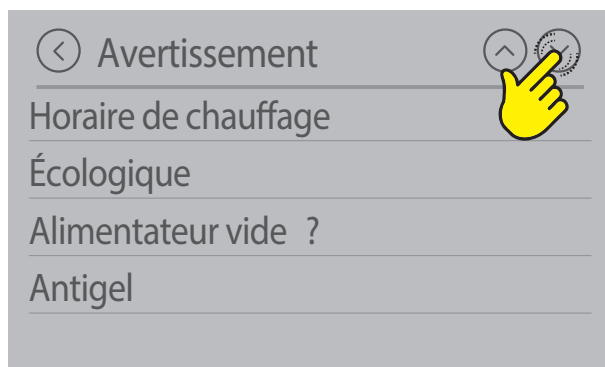 Avertissement
Horaire de chauffage
Écologique
Alimentateur vide ?
Antigel